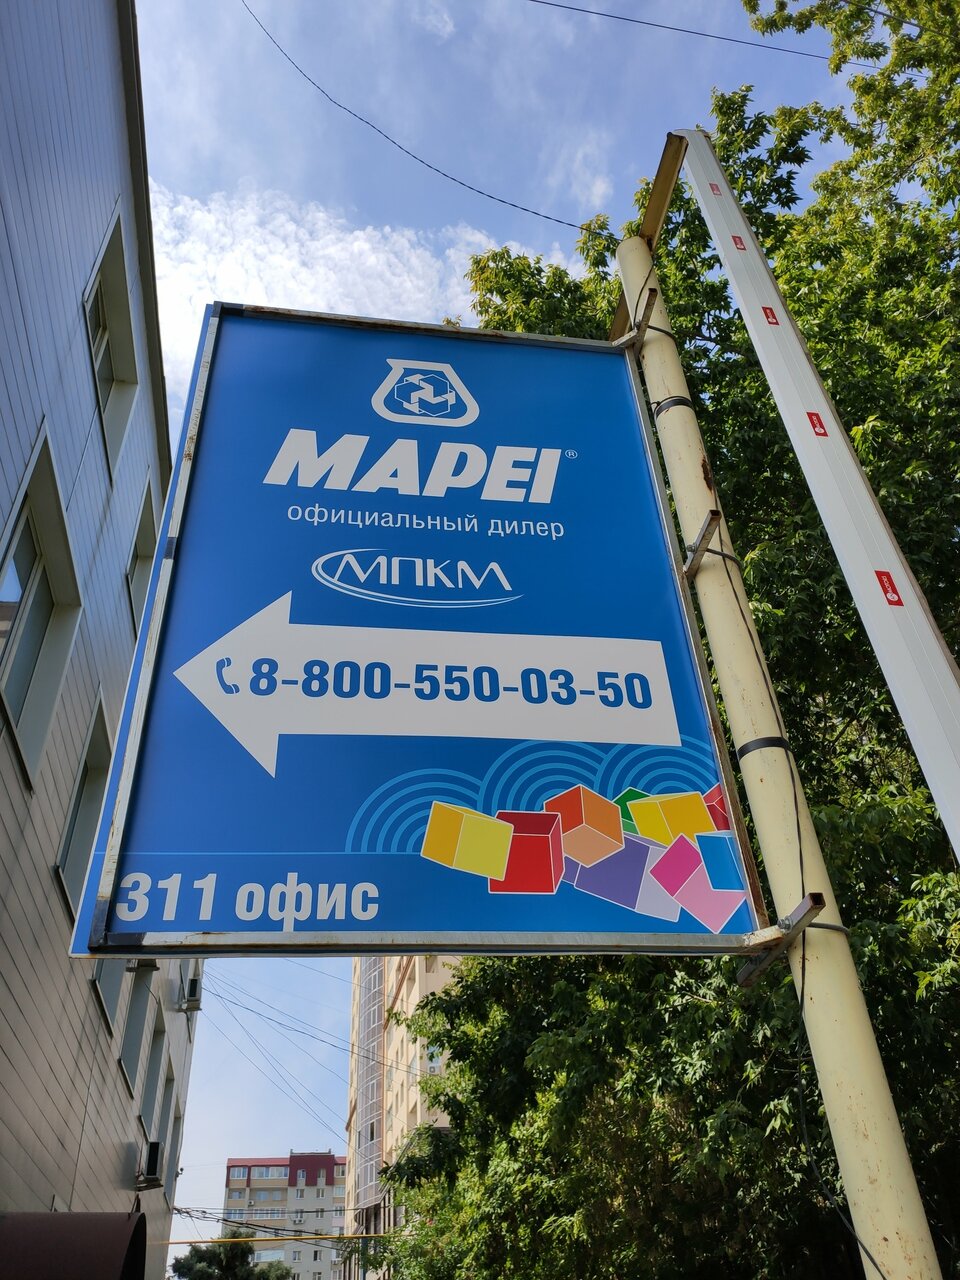 MAPEI®
официальный дилер
МПКМ
8-800-550-03-50
311 офис